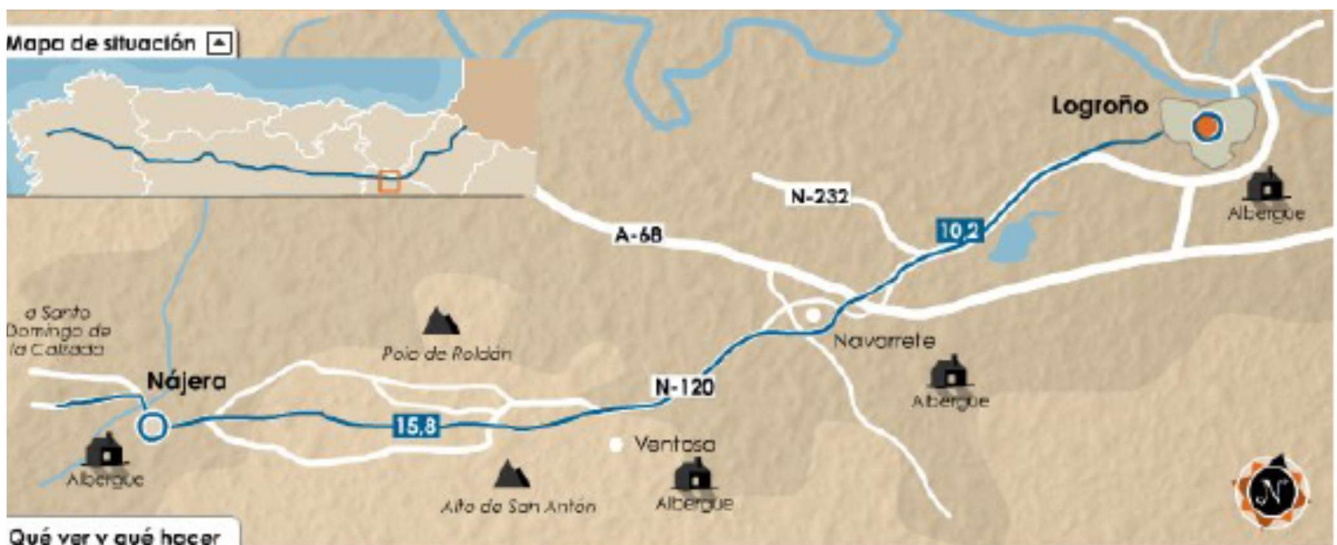 Mapa de situación
Logroño
N-232
10,2
Albergue
A-68
a Santo
Domingo de
la Calzada
Poio de Roldán
Navarrete
Nájera
N-120
Albergue
15,8
Ventosa
Albergue
Alto de San Antón
Albergue
N
Qué ver y qué hacer